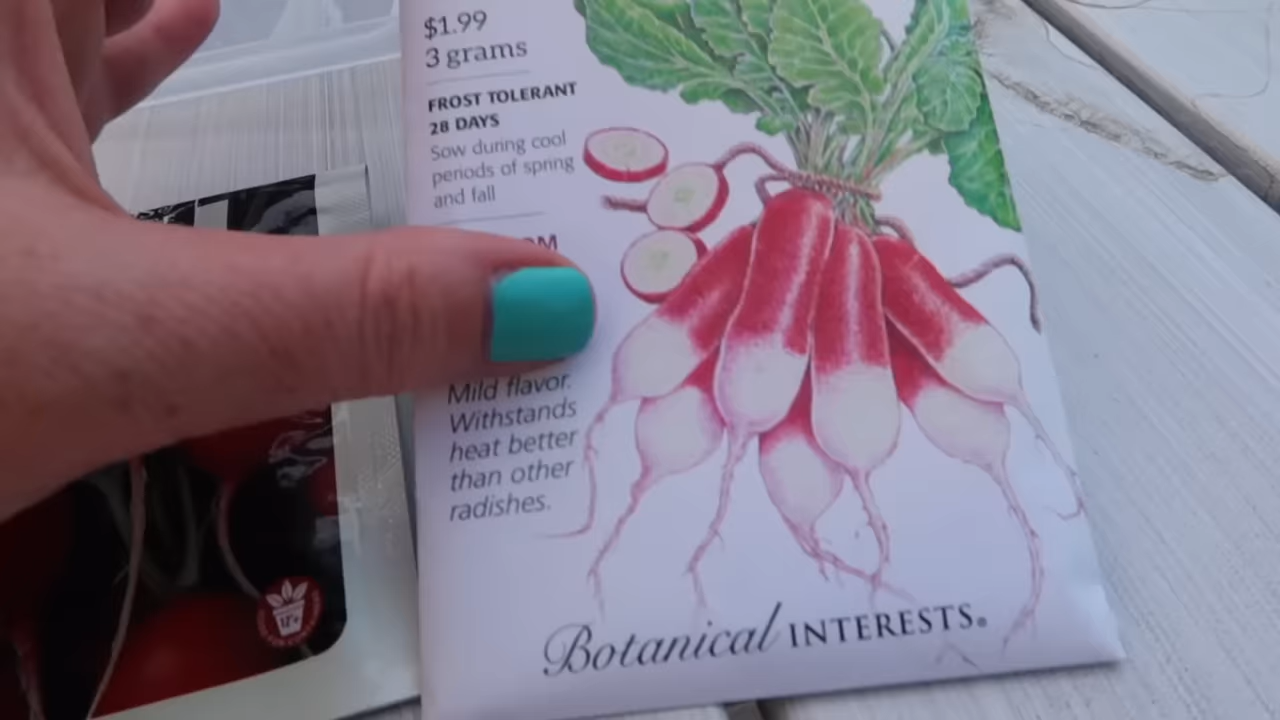 $1.99
3 grams
FROST TOLERANT
28 DAYS
Sow during cool
periods of spring
and fall
Mild flavor.
Withstands
heat better
than other
radishes.
Botanical INTERESTS®
12"+